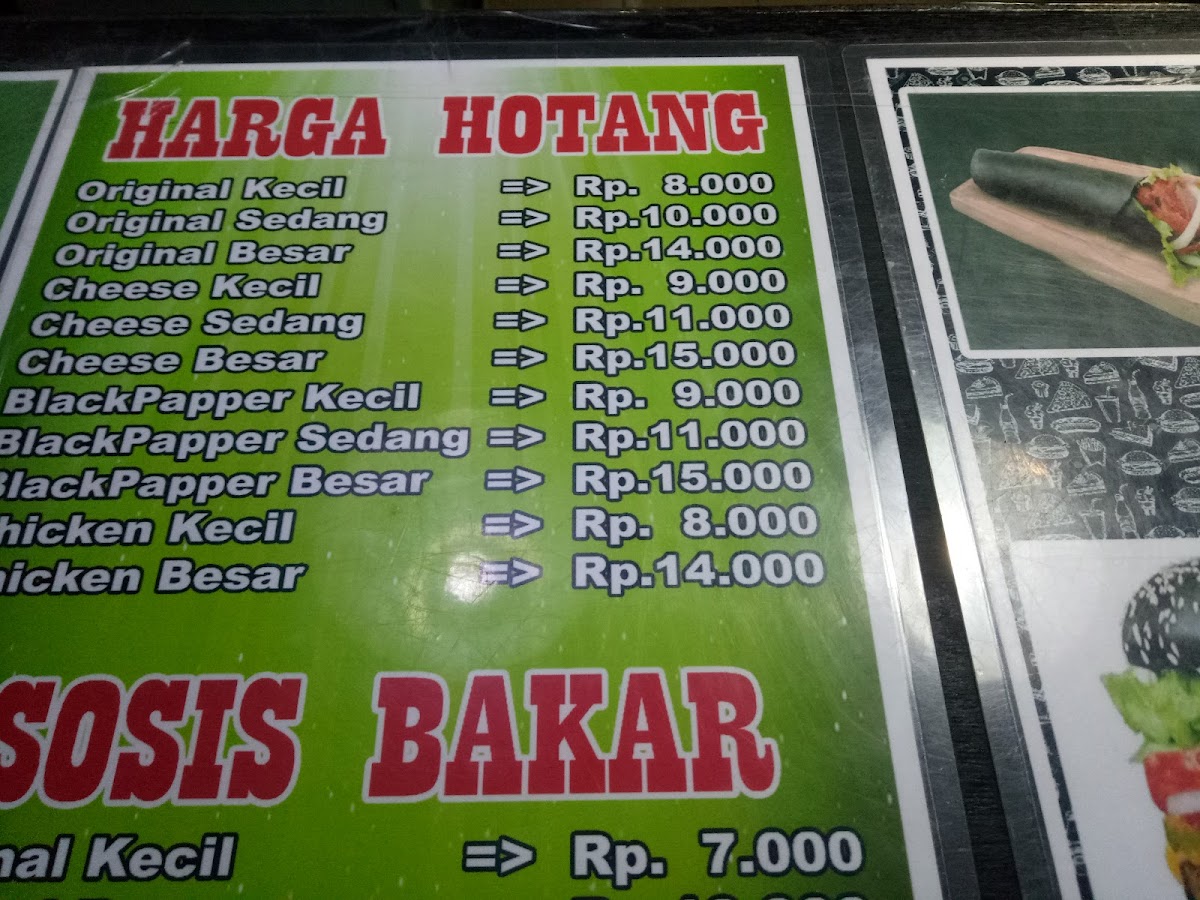 HARGA HOTANG
Original Kecil => Rp. 8.000
Original Sedang => Rp.10.000
Original Besar => Rp.14.000
Cheese Kecil => Rp. 9.000
Cheese Sedang => Rp.11.000
Cheese Besar => Rp.15.000
BlackPapper Kecil => Rp. 9.000
BlackPapper Sedang => Rp.11.000
BlackPapper Besar => Rp.15.000
hicken Kecil => Rp. 8.000
hicken Besar => Rp.14.000
SOSIS BAKAR
nal Kecil => Rp. 7.000